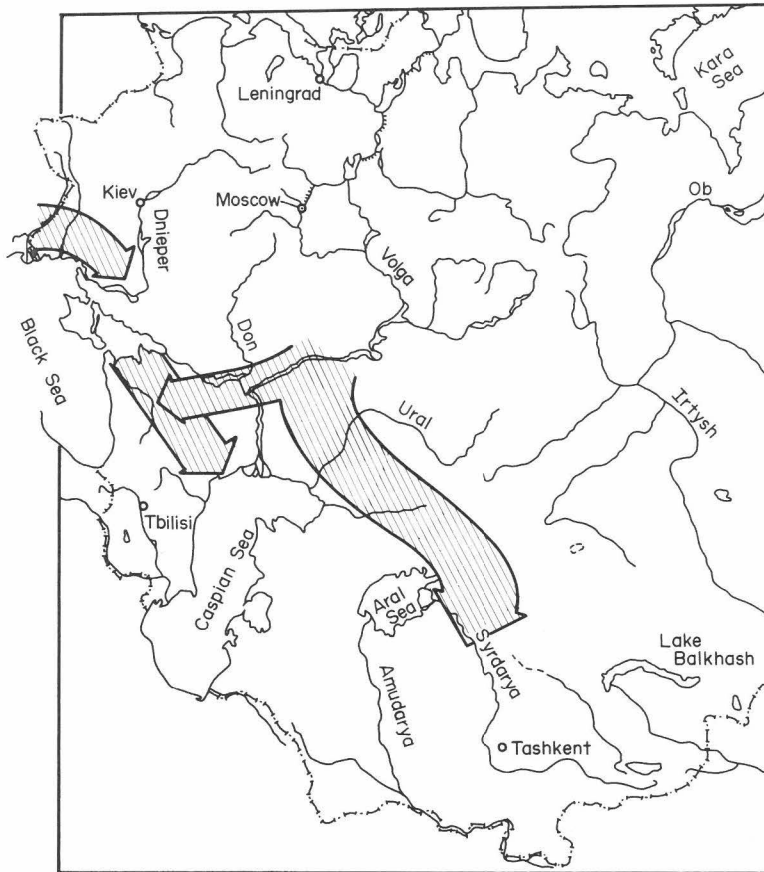 Leningrad
Kara
Sea
Kiev
Moscow
Ob
Dnieper
Volga
Don
Black Sea
Ural
Irtysh
Tbilisi
Caspian Sea
Aral
Sea
Syrdarya
Lake
Balkhash
Amudarya
Tashkent